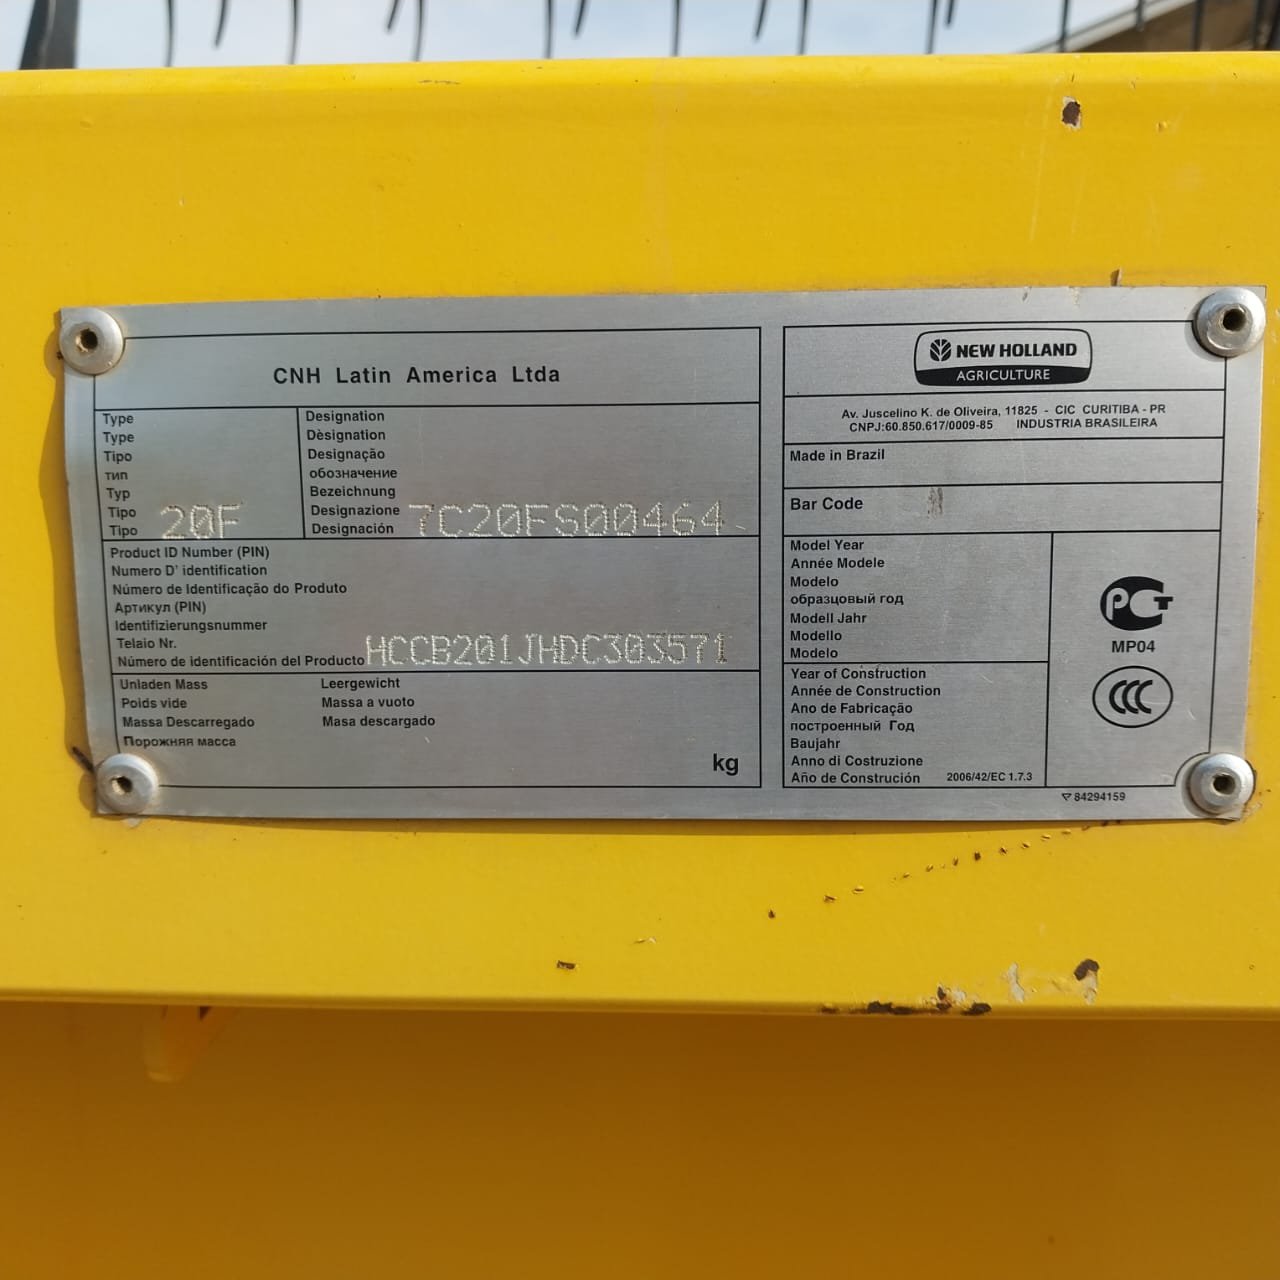 CNH Latin America Ltda
Type
Type
Tipo
тип
Typ
Tipo
Tipo 20F
Designation
Dèsignation
Designação
обозначение
Bezeichnung
Designazione
Designación 7C20FS00464
Product ID Number (PIN)
Numero D' identification
Número de Identificação do Produto
Артикул (PIN)
Identifizierungsnummer
Telaio Nr.
Número de identificación del Producto HCCB201JHDC303571
Unladen Mass
Poids vide
Massa Descarregado
Порожняя масса
Leergewicht
Massa a vuoto
Masa descargado
kg
NEW HOLLAND
AGRICULTURE
Av. Juscelino K. de Oliveira, 11825 - CIC CURITIBA - PR
CNPJ:60.850.617/0009-85 INDUSTRIA BRASILEIRA
Made in Brazil
Bar Code
Model Year
Année Modele
Modelo
образцовый год
Modell Jahr
Modello
Modelo
Year of Construction
Année de Construction
Ano de Fabricação
построенный Год
Baujahr
Anno di Costruzione
Año de Construción 2006/42/EC 1.7.3
РСТ
MP04
CCC
84294159